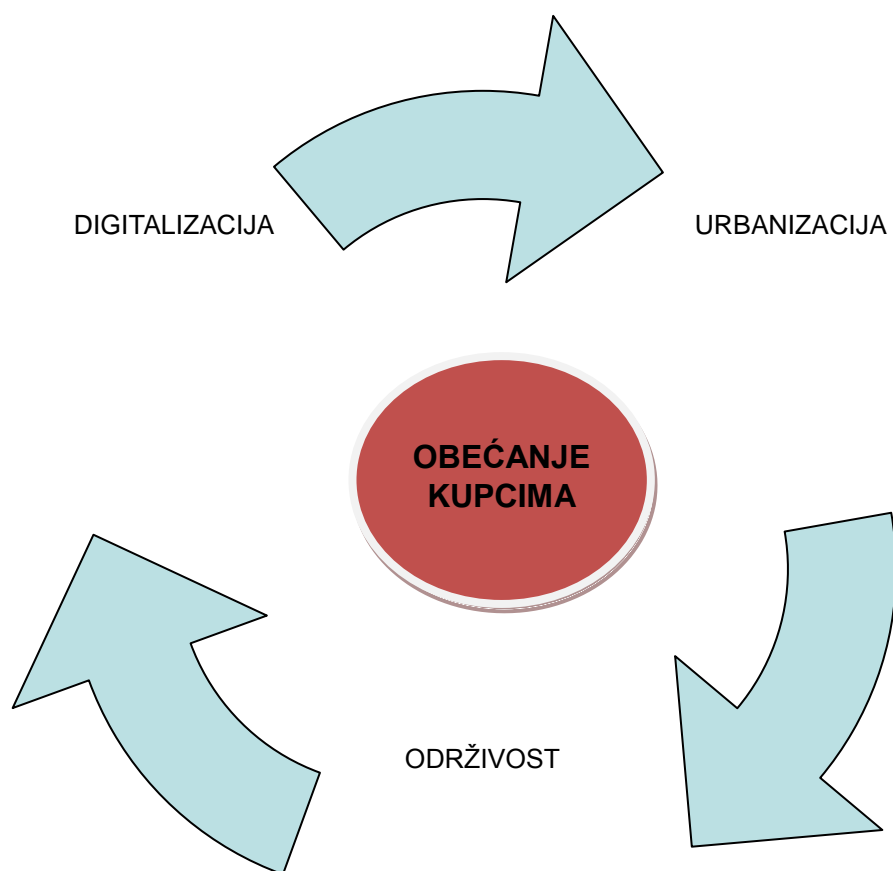 DIGITALIZACIJA
URBANIZACIJA
OBEĆANJE
KUPCIMA
ODRŽIVOST